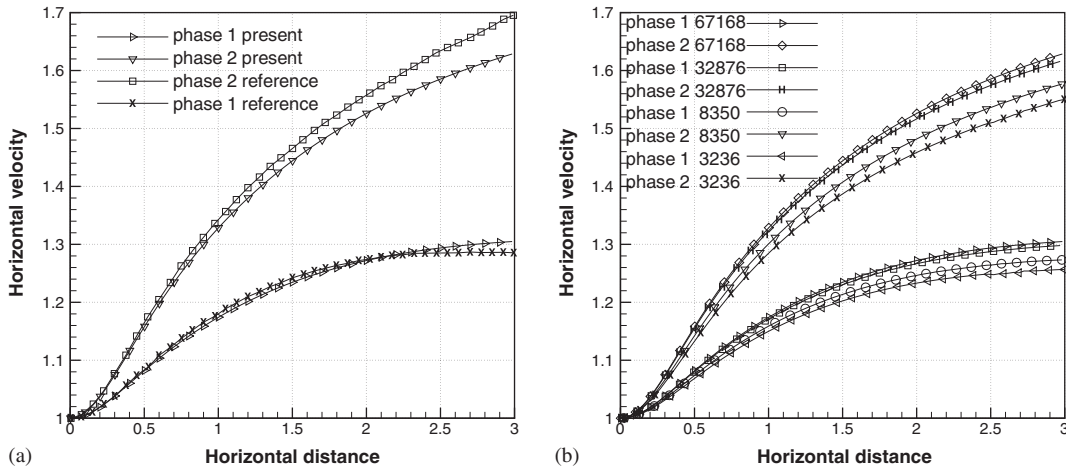 1.7
1.6
1.5
1.4
1.3
1.2
1.1
1
Horizontal velocity
phase 1 present
phase 2 present
phase 2 reference
phase 1 reference
0
0.5
1
1.5
2
2.5
3
Horizontal distance
(a)
1.7
1.6
1.5
1.4
1.3
1.2
1.1
1
Horizontal velocity
phase 1 67168
phase 2 67168
phase 1 32876
phase 2 32876
phase 1 8350
phase 2 8350
phase 1 3236
phase 2 3236
0
0.5
1
1.5
2
2.5
3
Horizontal distance
(b)